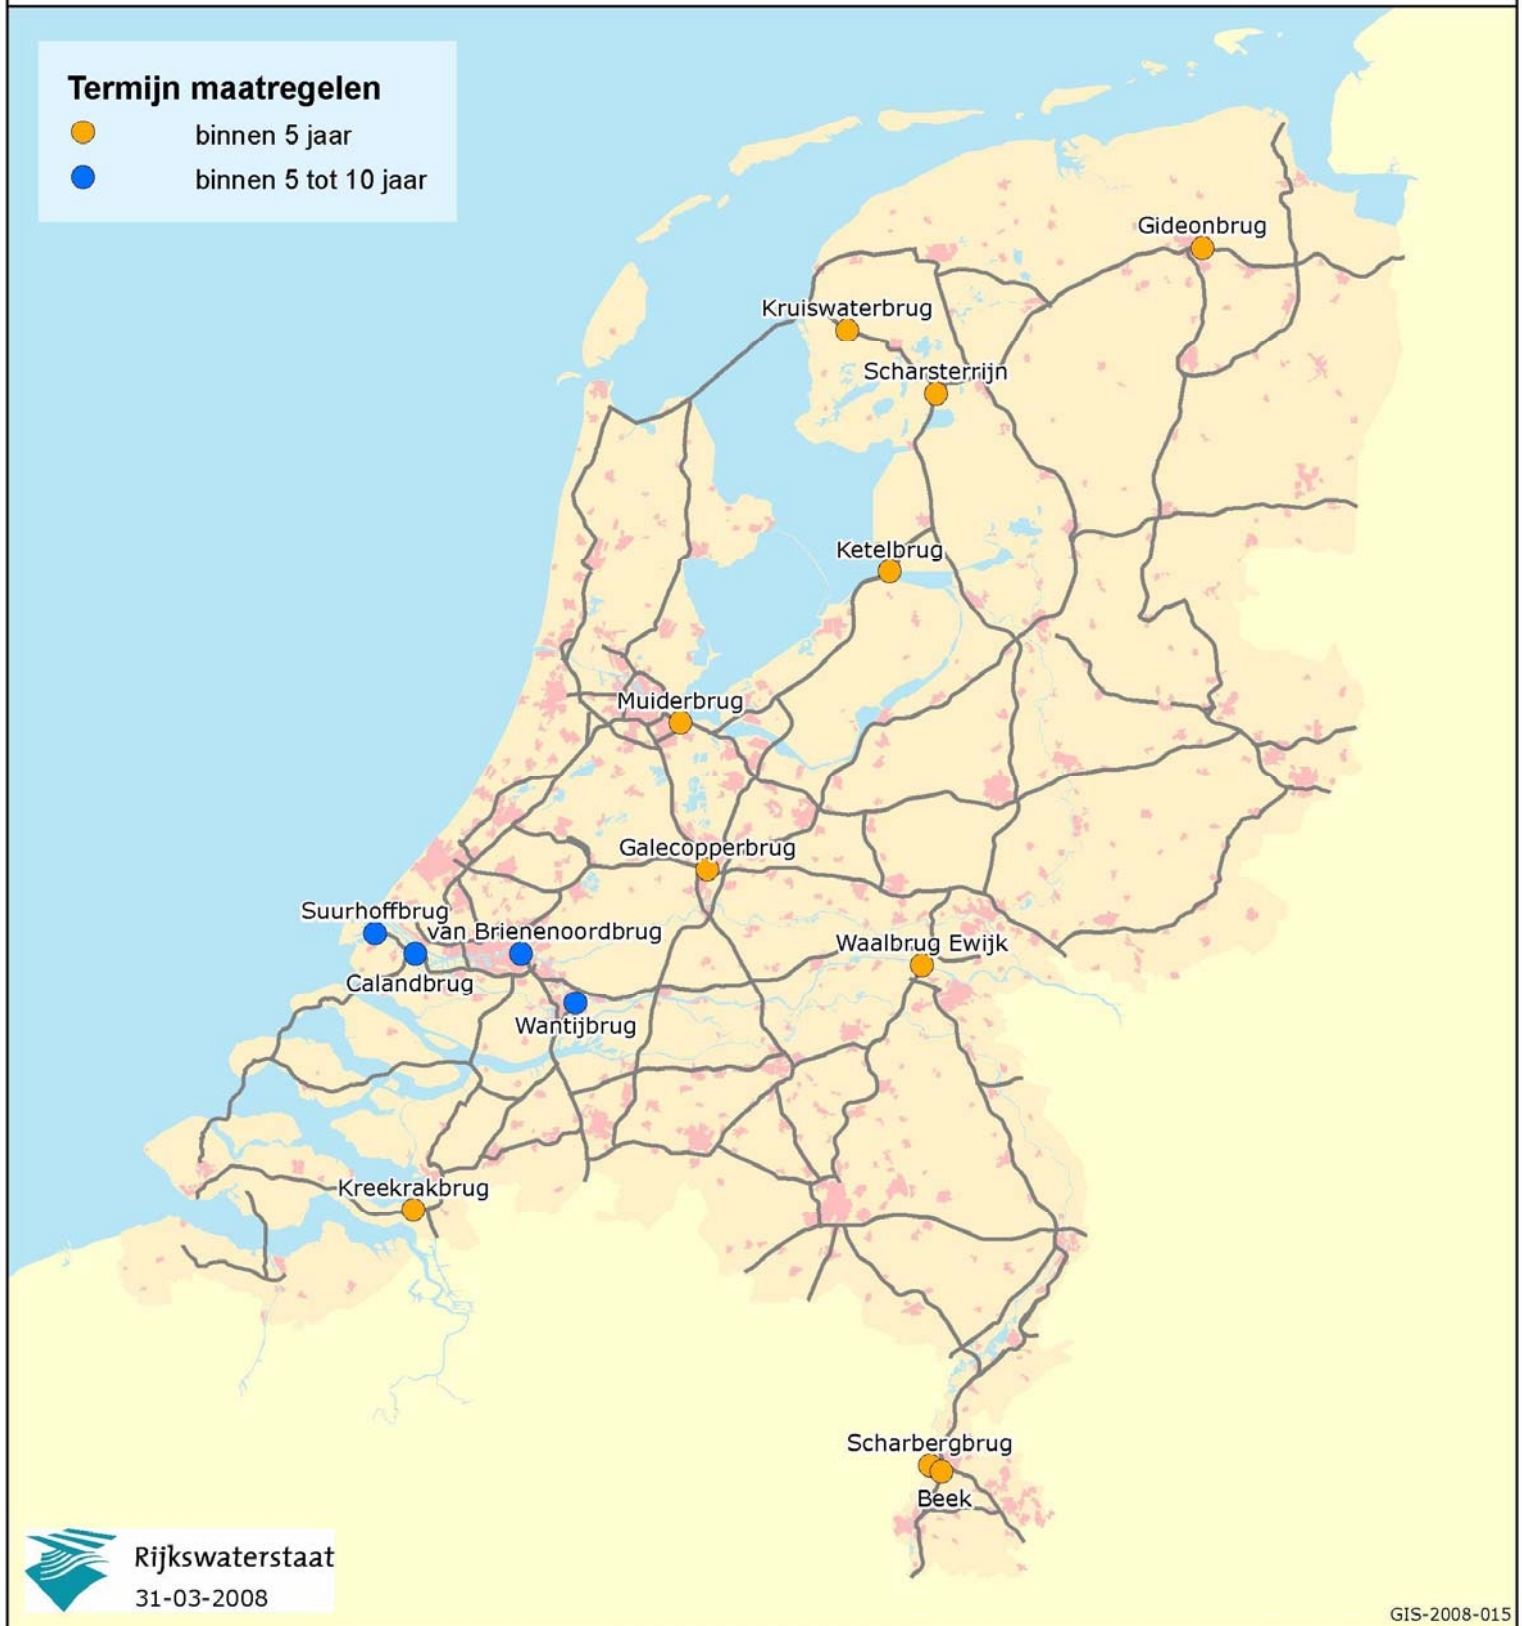 Termijn maatregelen
binnen 5 jaar
binnen 5 tot 10 jaar
Gideonbrug
Kruiswaterbrug
Scharsterrijn
Ketelbrug
Muiderbrug
Galecopperbrug
Suurhoffbrug
van Brienenoordbrug
Waalbrug Ewijk
Calandbrug
Wantijbrug
Kreekrakbrug
Scharbergbrug
Beek
Rijkswaterstaat
31-03-2008
GIS-2008-015